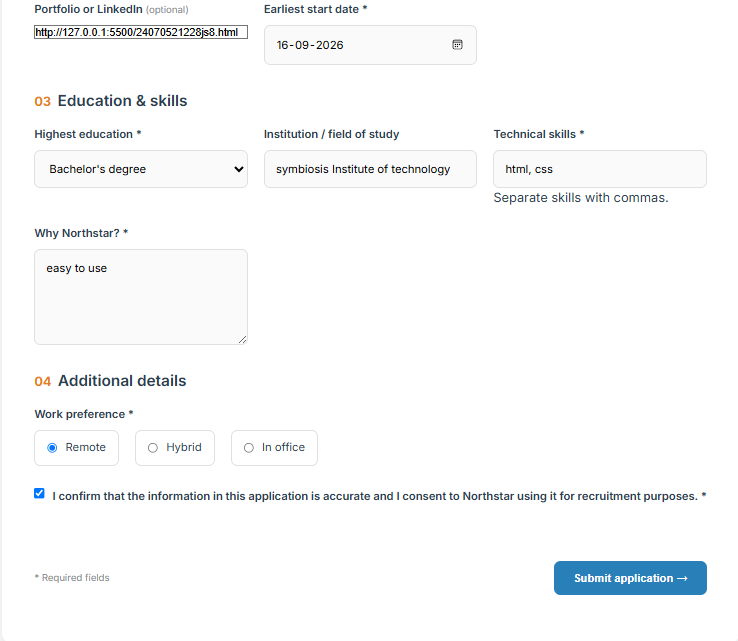 Portfolio or LinkedIn (optional)
Earliest start date *
http://127.0.0.1:5500/24070521228js8.html
16-09-2026
03 Education & skills
Highest education *
Institution / field of study
Technical skills *
Bachelor's degree
symbiosis Institute of technology
html, css
Separate skills with commas.
Why Northstar? *
easy to use
04 Additional details
Work preference *
Remote
Hybrid
In office
I confirm that the information in this application is accurate and I consent to Northstar using it for recruitment purposes. *
* Required fields
Submit application →